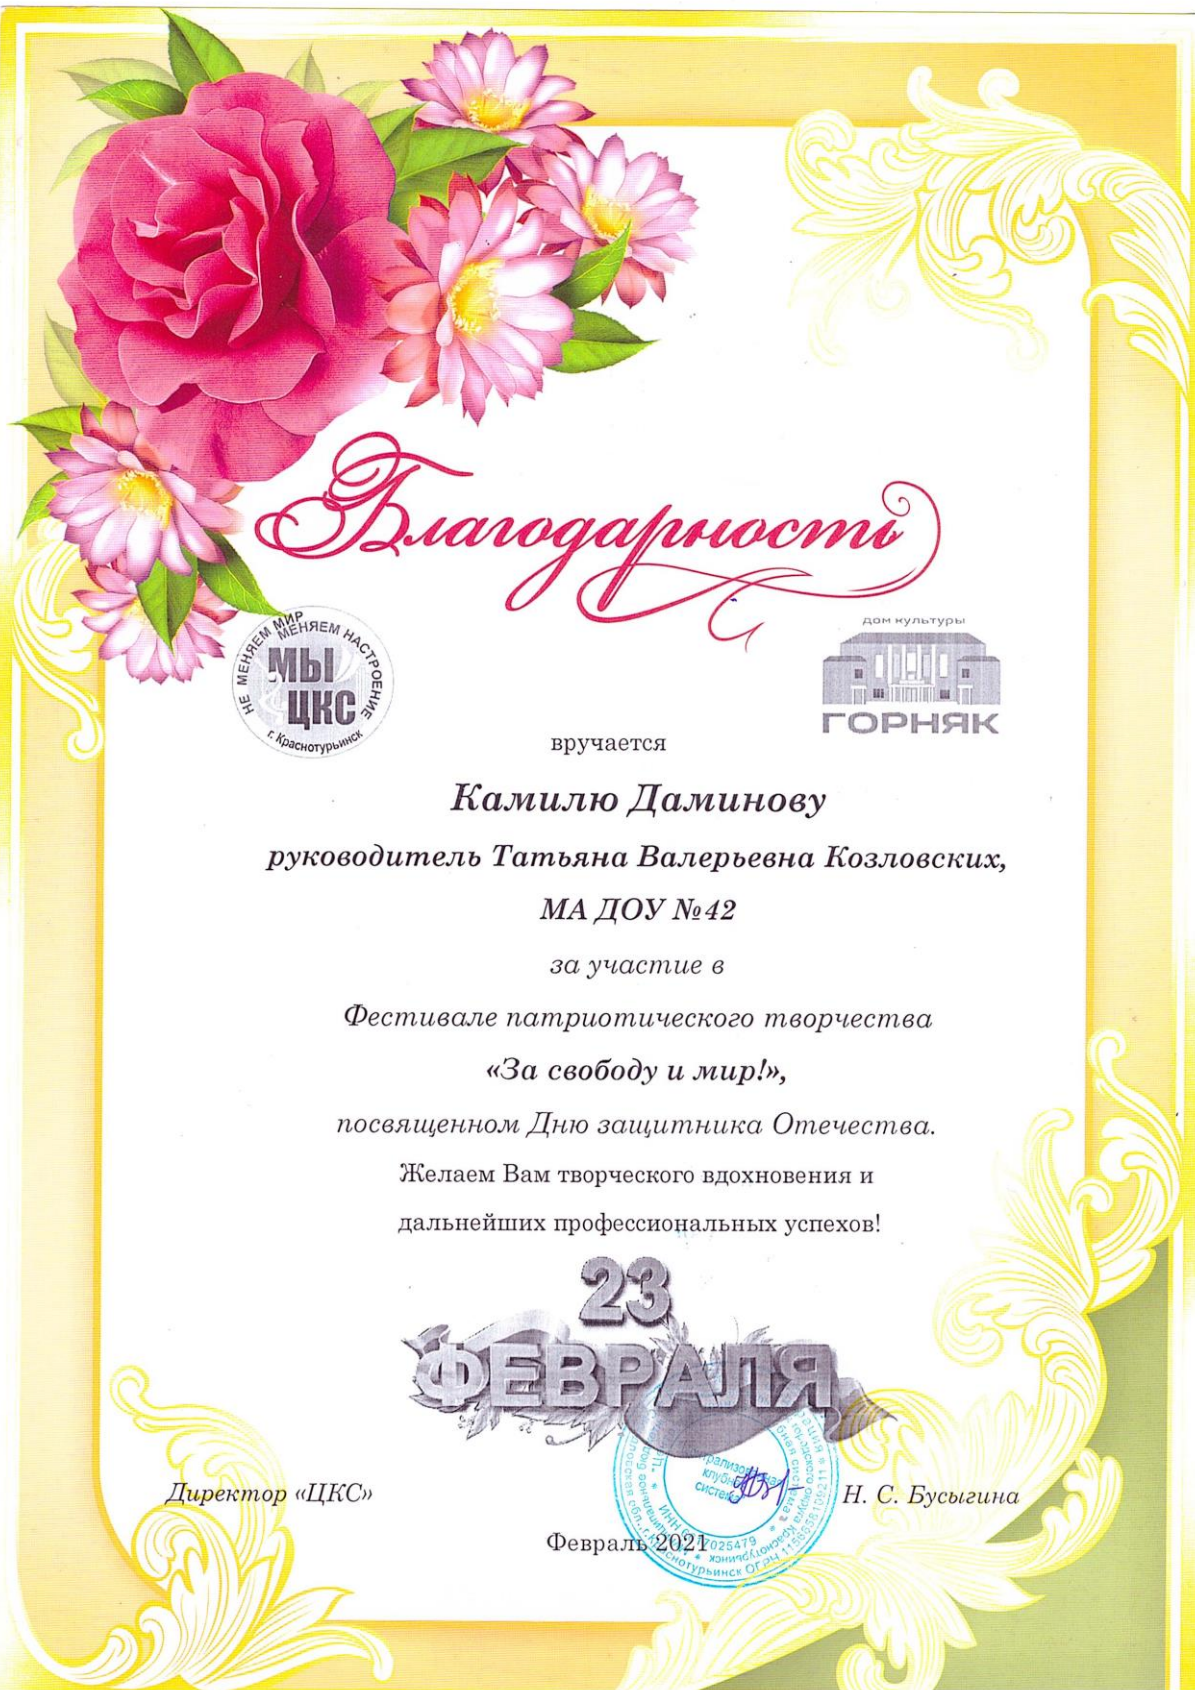 Благодарность
НЕ МЕНЯЕМ МИР
МЕНЯЕМ НАСТРОЕНИЕ
МЫ
ЦКС
г. Краснотурьинск
дом культуры
ГОРНЯК
вручается
Камилю Даминову
руководитель Татьяна Валерьевна Козловских,
МА ДОУ №42
за участие в
Фестивале патриотического творчества
«За свободу и мир!»,
посвященном Дню защитника Отечества.
Желаем Вам творческого вдохновения и
дальнейших профессиональных успехов!
23
ФЕВРАЛЯ
Директор «ЦКС»
Н. С. Бусыгина
Февраль 2021